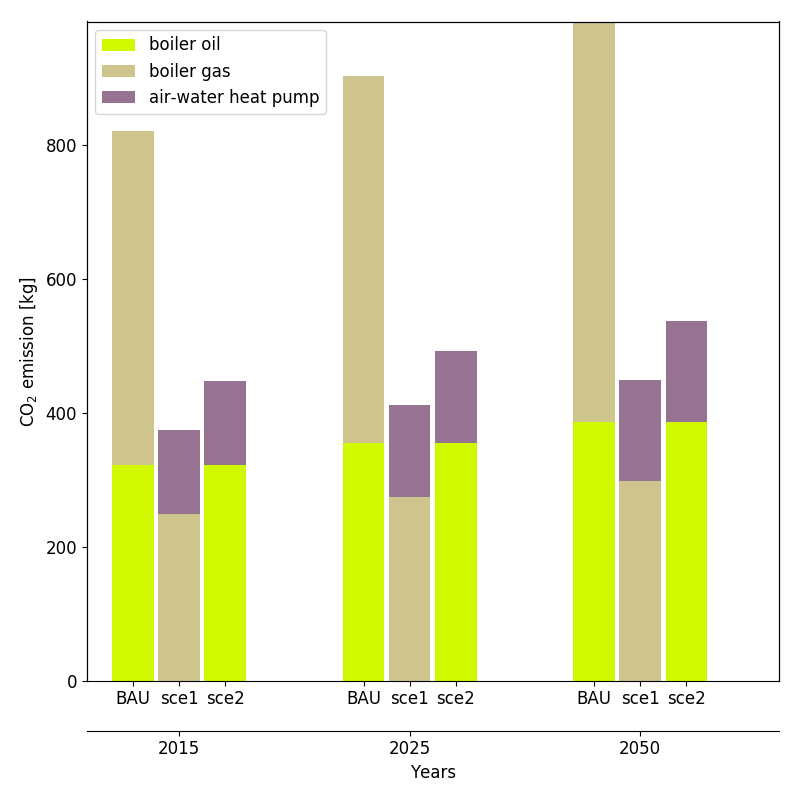 boiler oil
boiler gas
air-water heat pump
800
600
400
200
0
CO₂ emission [kg]
BAU sce1 sce2 BAU sce1 sce2 BAU sce1 sce2
2015 2025 2050
Years